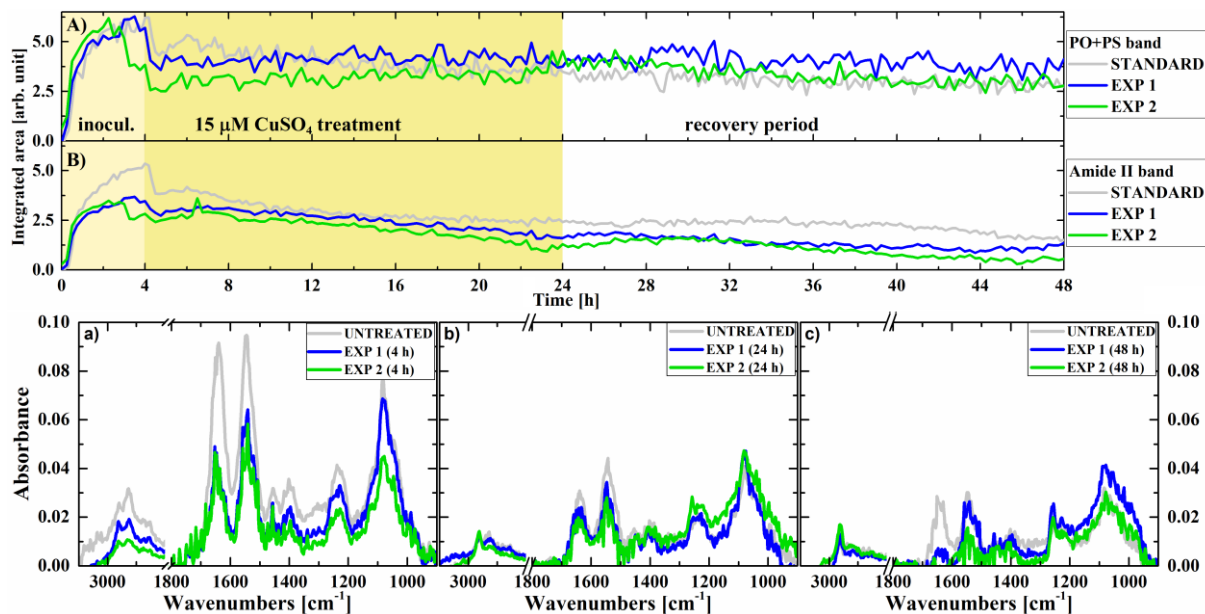 A)
5.0
2.5
0.0
inocul.
15 µM CuSO₄ treatment
recovery period
PO+PS band
STANDARD
EXP 1
EXP 2
B)
5.0
2.5
0.0
Integrated area [arb. unit]
Amide II band
STANDARD
EXP 1
EXP 2
0 4 8 12 16 20 24 28 32 36 40 44 48
Time [h]
a)
UNTREATED
EXP 1 (4 h)
EXP 2 (4 h)
b)
UNTREATED
EXP 1 (24 h)
EXP 2 (24 h)
c)
UNTREATED
EXP 1 (48 h)
EXP 2 (48 h)
0.10
0.08
0.06
0.04
0.02
0.00
Absorbance
0.10
0.08
0.06
0.04
0.02
0.00
3000 1800 1600 1400 1200 1000
3000 1800 1600 1400 1200 1000
3000 1800 1600 1400 1200 1000
Wavenumbers [cm⁻¹]
Wavenumbers [cm⁻¹]
Wavenumbers [cm⁻¹]